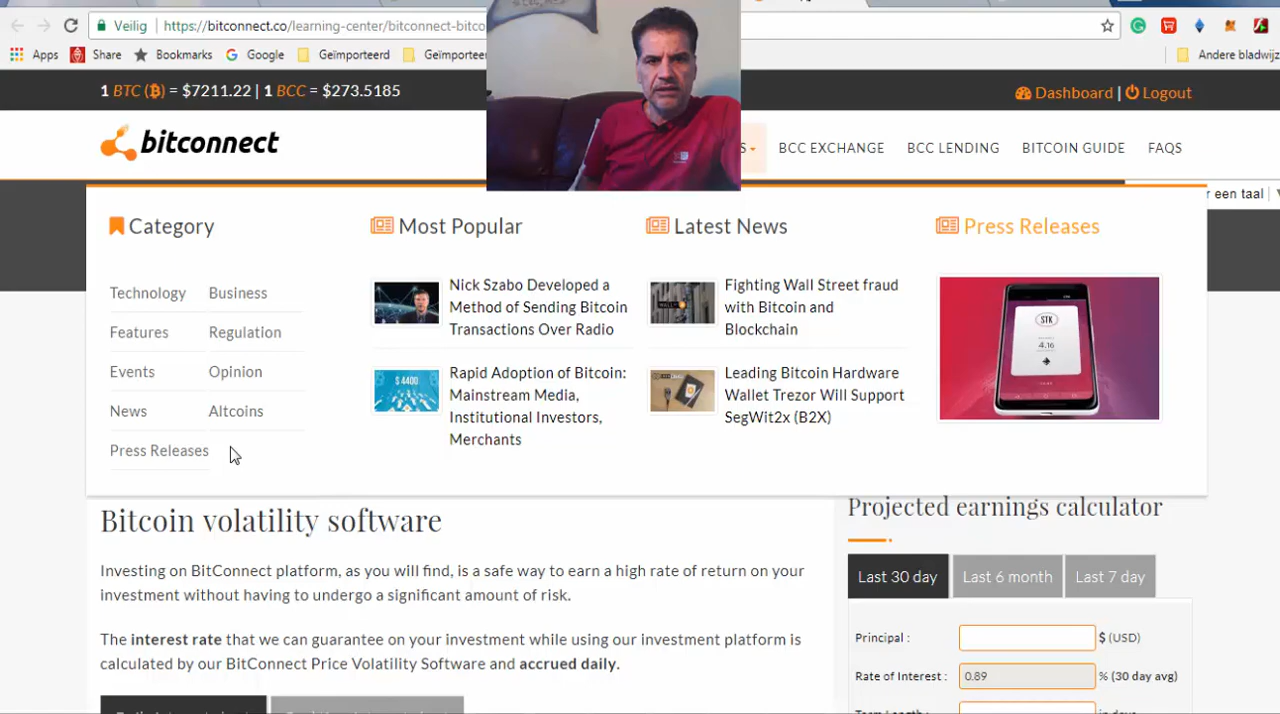 Veilig
https://bitconnect.co/learning-center/bitconnect-bitco
Apps Share Bookmarks Google Geïmporteerd Geïmporteer
Andere bladwijz
1 BTC (₿) = $7211.22 | 1 BCC = $273.5185
Dashboard | Logout
bitconnect
S BCC EXCHANGE BCC LENDING BITCOIN GUIDE FAQS
r een taal
Category
Technology Business
Features Regulation
Events Opinion
News Altcoins
Press Releases
Most Popular
Nick Szabo Developed a
Method of Sending Bitcoin
Transactions Over Radio
$ 4400
Rapid Adoption of Bitcoin:
Mainstream Media,
Institutional Investors,
Merchants
Latest News
Fighting Wall Street fraud
with Bitcoin and
Blockchain
Leading Bitcoin Hardware
Wallet Trezor Will Support
SegWit2x (B2X)
Press Releases
STK
4.16
Bitcoin volatility software
Investing on BitConnect platform, as you will find, is a safe way to earn a high rate of return on your
investment without having to undergo a significant amount of risk.
The interest rate that we can guarantee on your investment while using our investment platform is
calculated by our BitConnect Price Volatility Software and accrued daily.
Projected earnings calculator
Last 30 day Last 6 month Last 7 day
Principal : $ (USD)
Rate of Interest : 0.89 % (30 day avg)